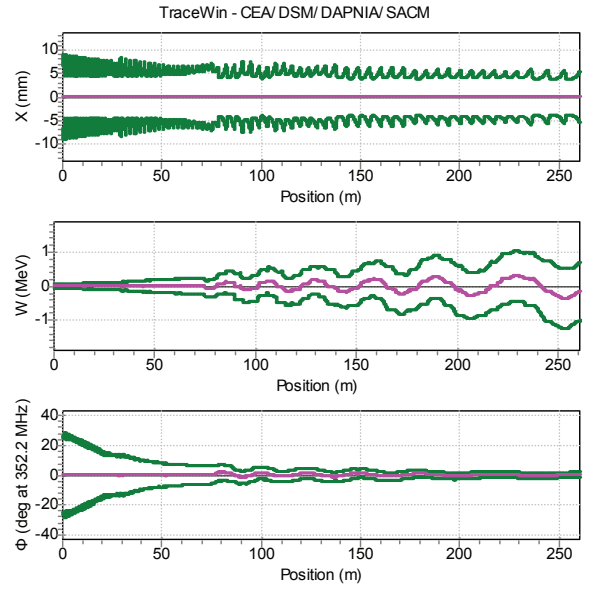 TraceWin - CEA/ DSM/ DAPNIA/ SACM
10
5
0
-5
-10
X (mm)
0 50 100 150 200 250
Position (m)
1
0
-1
W (MeV)
0 50 100 150 200 250
Position (m)
40
20
0
-20
-40
Φ (deg at 352.2 MHz)
0 50 100 150 200 250
Position (m)